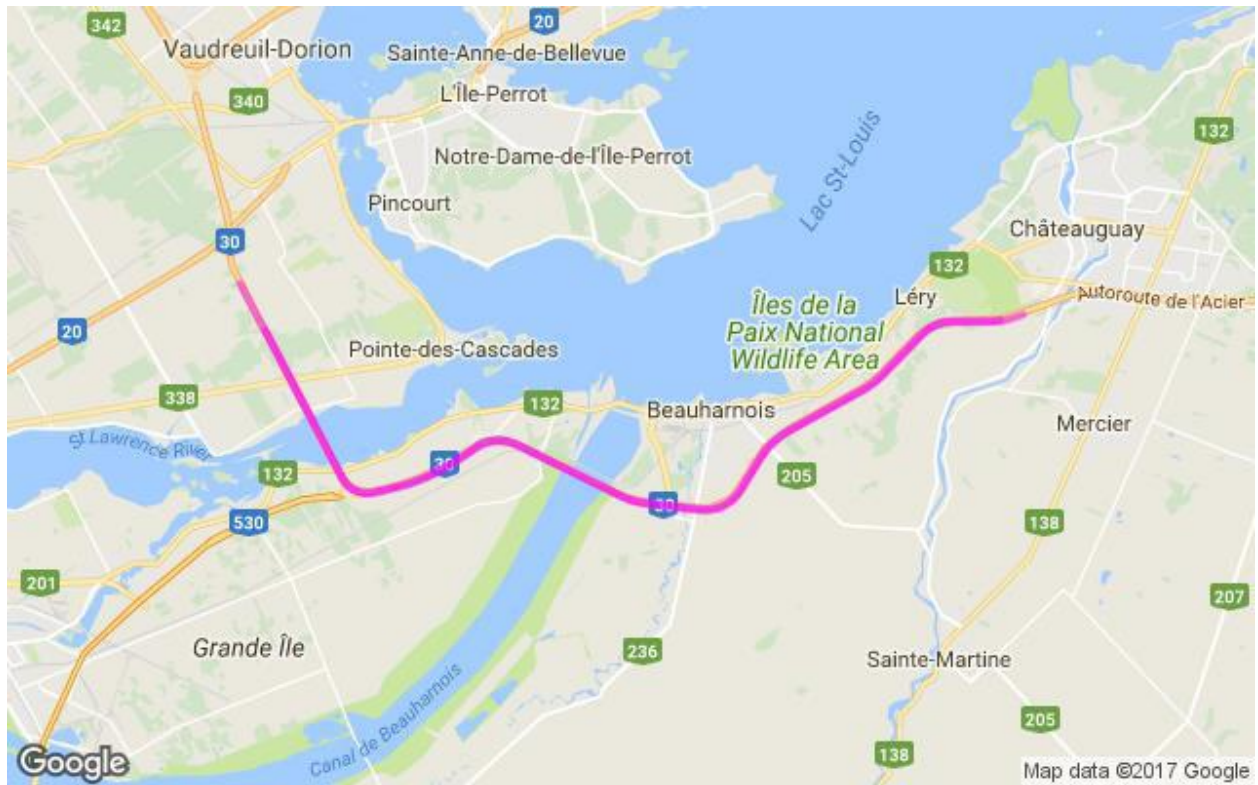 342
20
Vaudreuil-Dorion
Sainte-Anne-de-Bellevue
340
L'Île-Perrot
132
Notre-Dame-de-l'Île-Perrot
Lac St-Louis
Pincourt
30
Châteauguay
132
Léry
Autoroute de l'Acier
Îles de la
Paix National
Wildlife Area
20
Pointe-des-Cascades
338
132
Beauharnois
Mercier
St Lawrence River
132
30
205
530
30
138
201
207
Grande Île
236
Sainte-Martine
Canal de Beauharnois
205
138
Google
Map data ©2017 Google